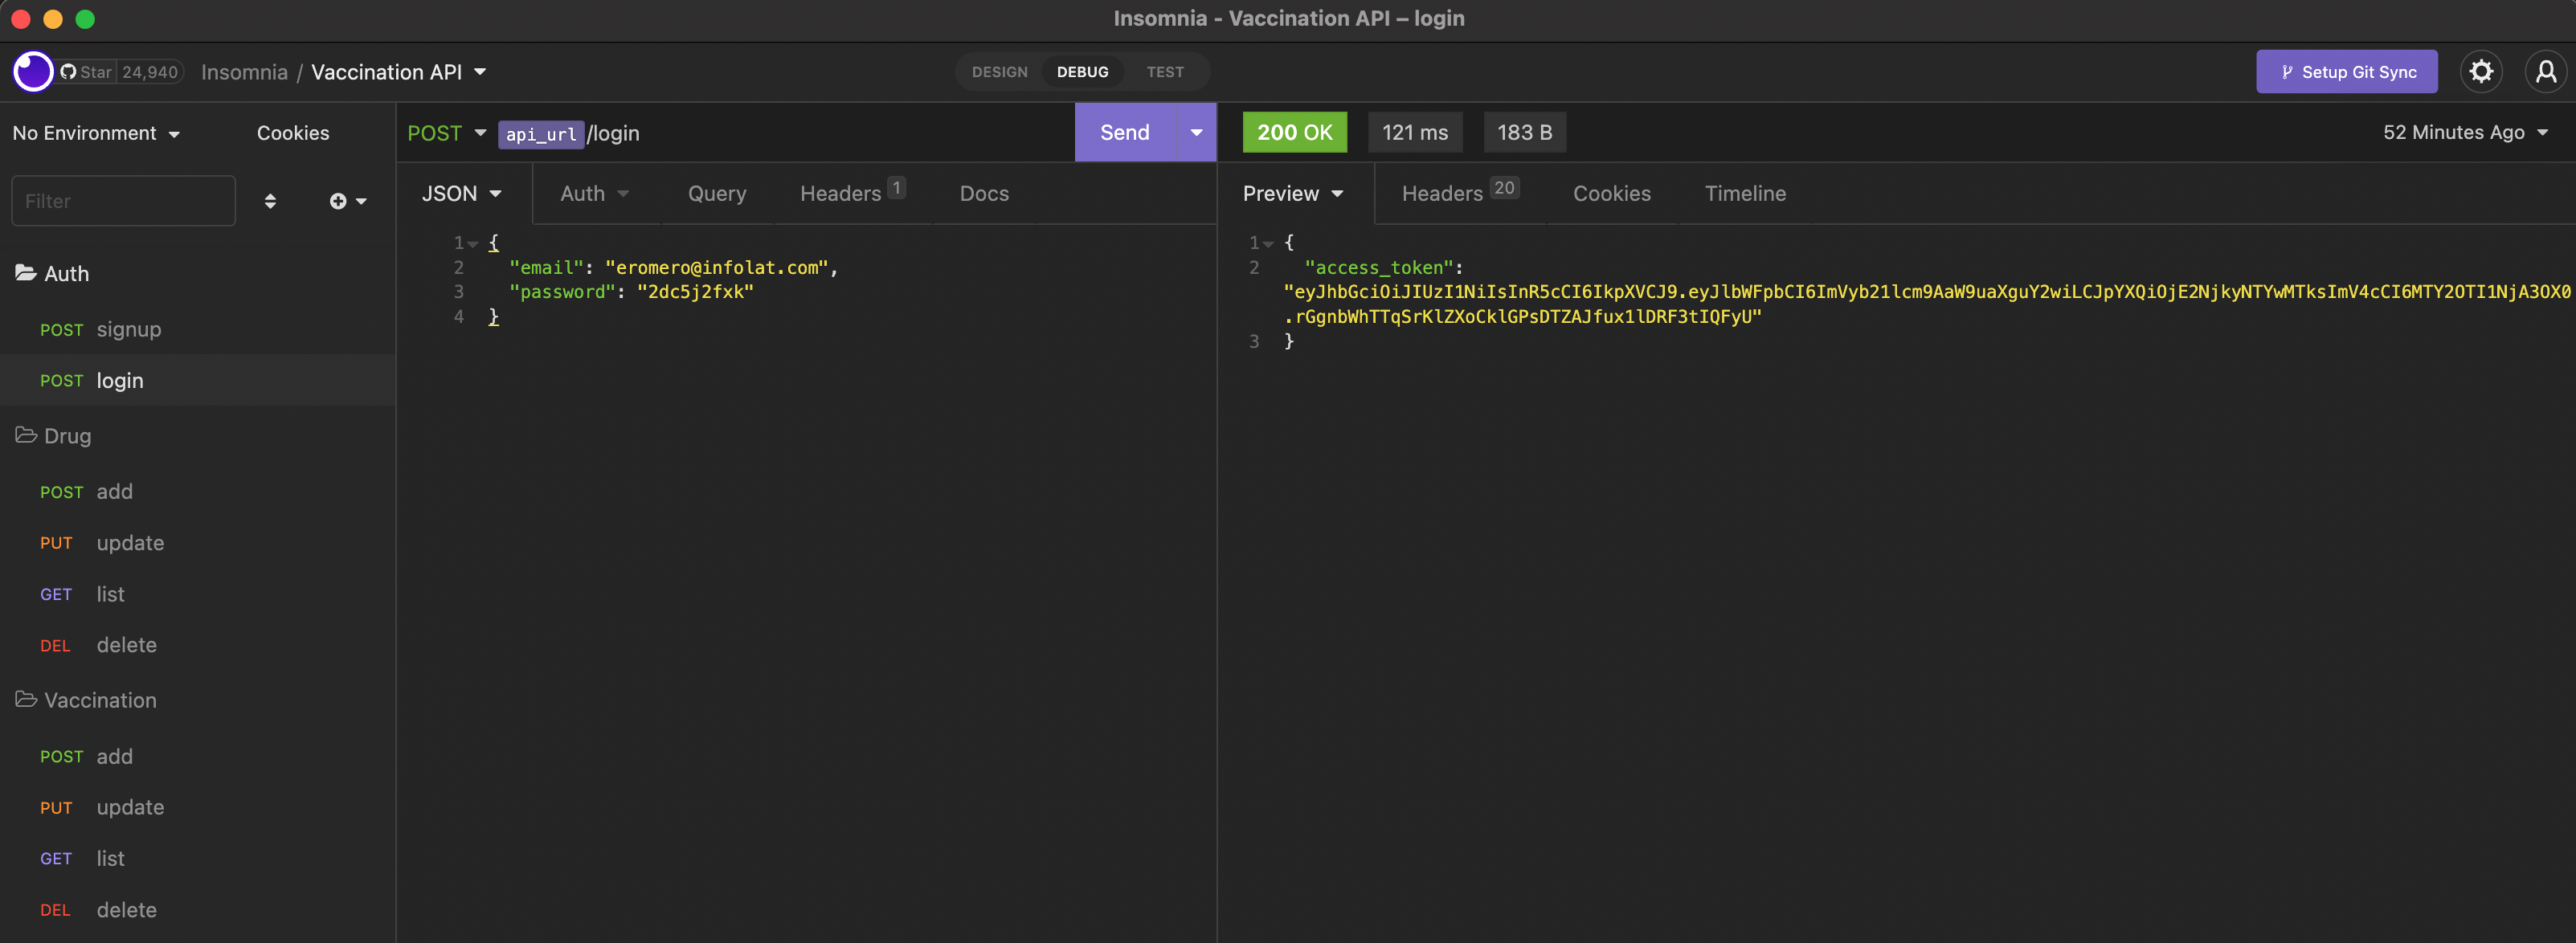 Insomnia - Vaccination API – login
Star 24,940 Insomnia / Vaccination API
DESIGN DEBUG TEST
Setup Git Sync
No Environment Cookies
POST api_url/login
Send
200 OK 121 ms 183 B
52 Minutes Ago
Filter
JSON Auth Query Headers 1 Docs
Preview Headers 20 Cookies Timeline
Auth
POST signup
POST login
Drug
POST add
PUT update
GET list
DEL delete
Vaccination
POST add
PUT update
GET list
DEL delete
1 {
2 "email": "eromero@infolat.com",
3 "password": "2dc5j2fxk"
4 }
1 {
2 "access_token":
"eyJhbGciOiJIUzI1NiIsInR5cCI6IkpXVCJ9.eyJlbWFpbCI6ImVyb21lcm9AaW9uaXguY2wiLCJpYXQiOjE2NjkyNTYwMTksImV4cCI6MTY2OTI1NjA3OX0
.rGgnbWhTTqSrKlZXoCklGPsDTZAJfux1lDRF3tIQFyU"
3 }